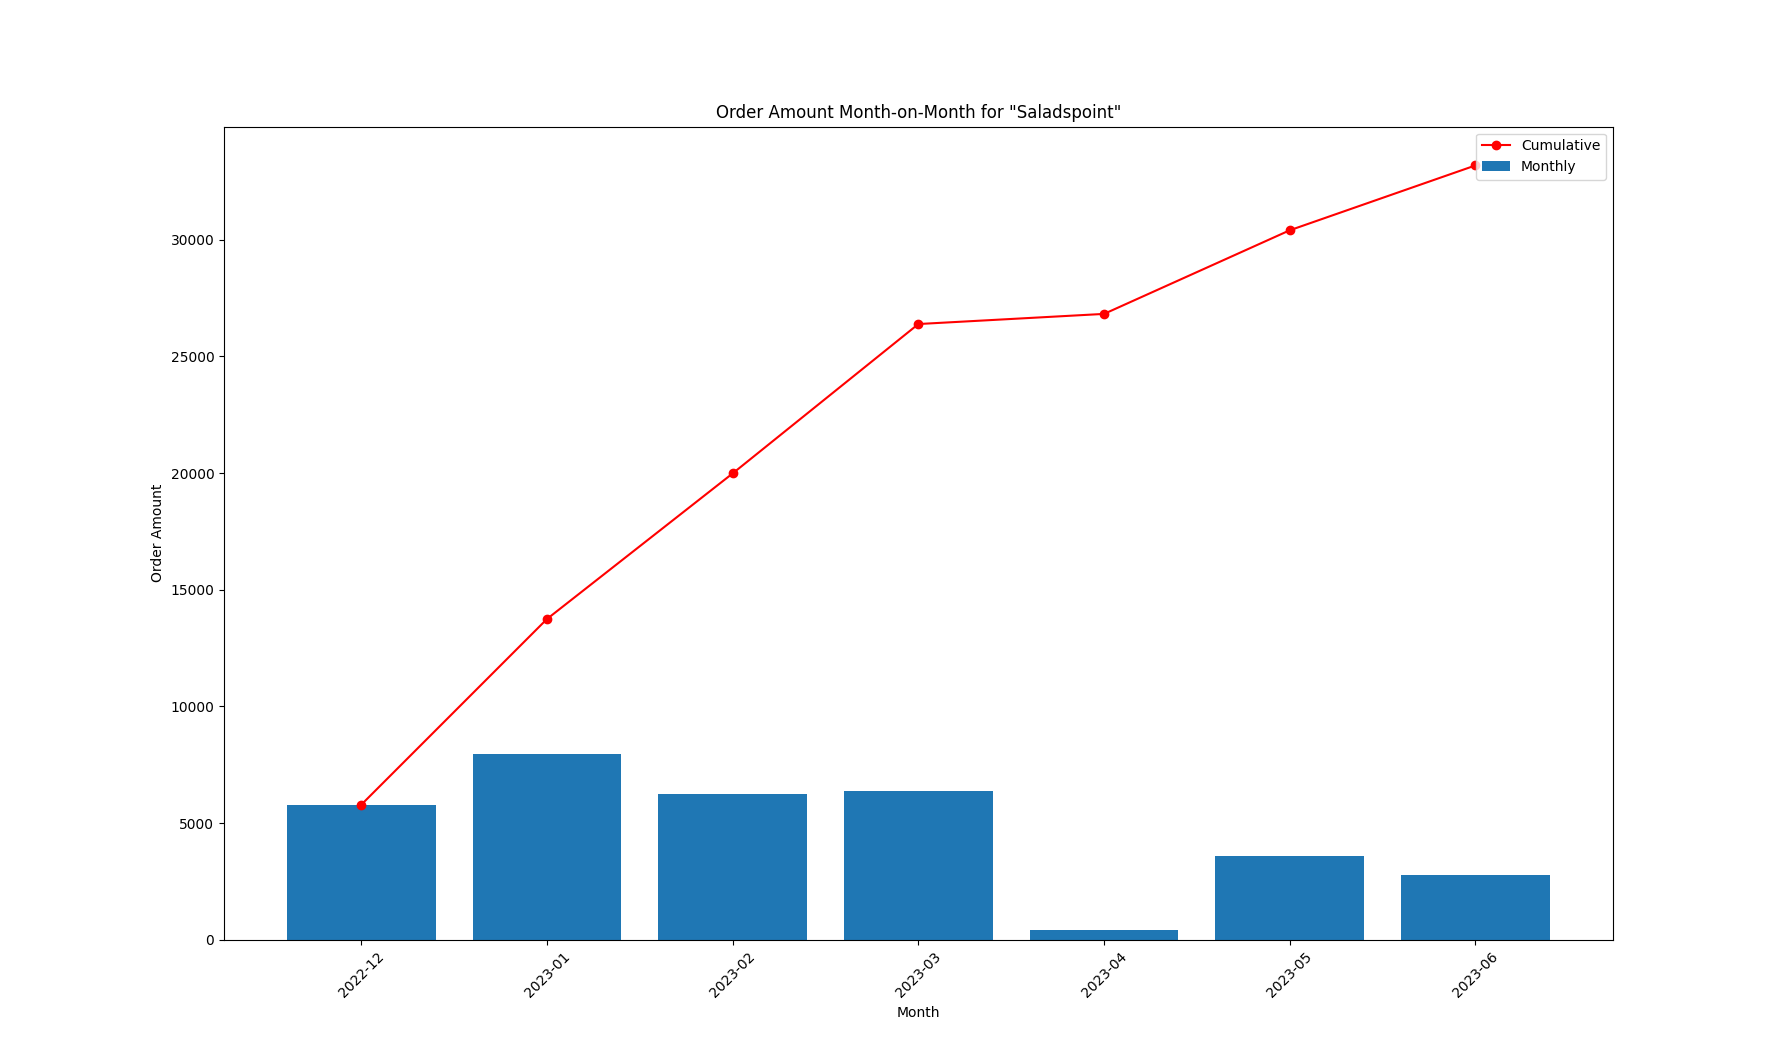 Order Amount Month-on-Month for "Saladspoint"
Cumulative
Monthly
Order Amount
30000
25000
20000
15000
10000
5000
0
2022-12
2023-01
2023-02
2023-03
2023-04
2023-05
2023-06
Month